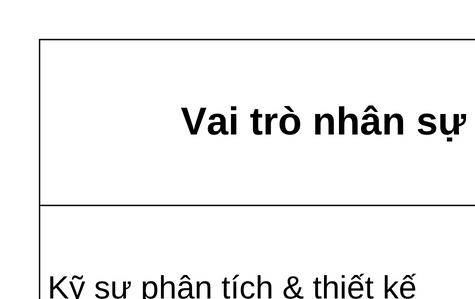 Vai trò nhân sự
Kỹ sư phân tích & thiết kế